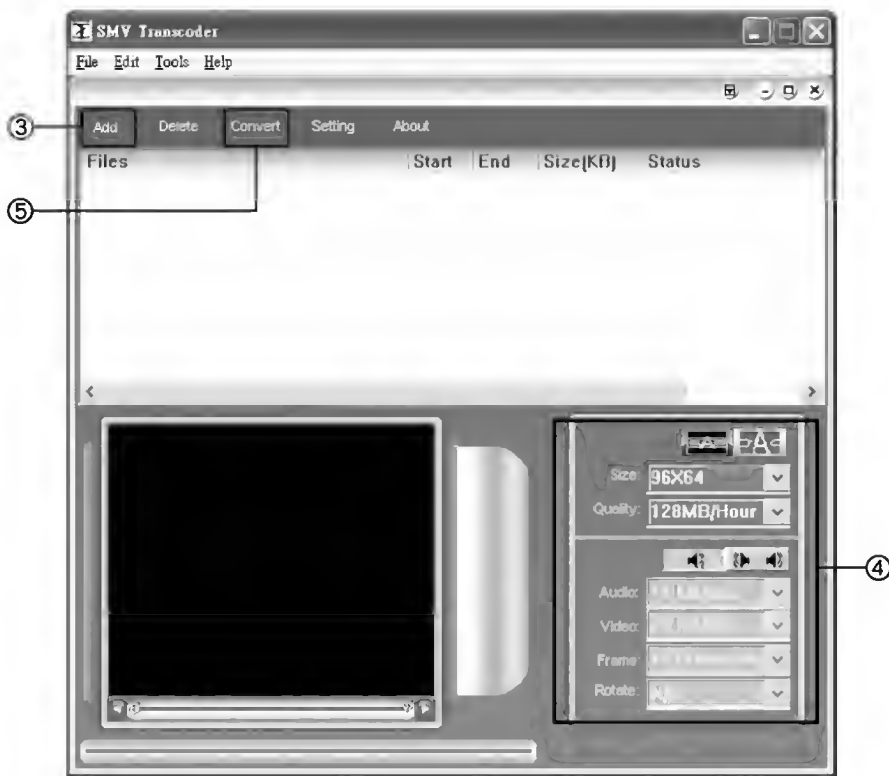 SMV Transcoder
File Edit Tools Help
③ Add Delete Convert Setting About
Files Start End Size(KB) Status
⑤
Size: 96X64
Quality: 128MB/Hour
④
Audio:
Video:
Frame:
Rotate: